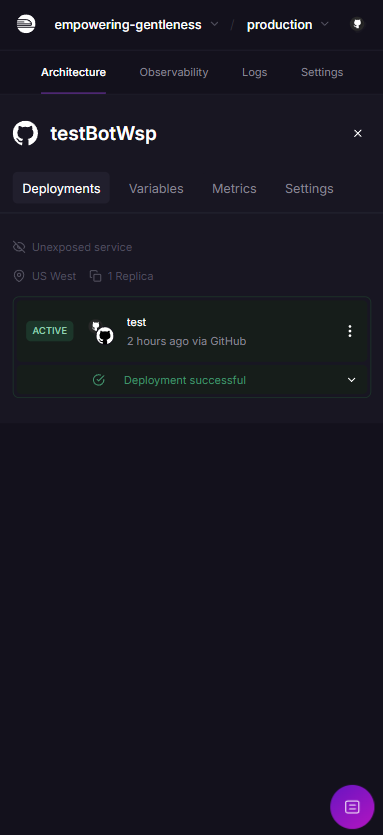 empowering-gentleness / production
Architecture Observability Logs Settings
testBotWsp
Deployments Variables Metrics Settings
Unexposed service
US West 1 Replica
ACTIVE
test
2 hours ago via GitHub
Deployment successful